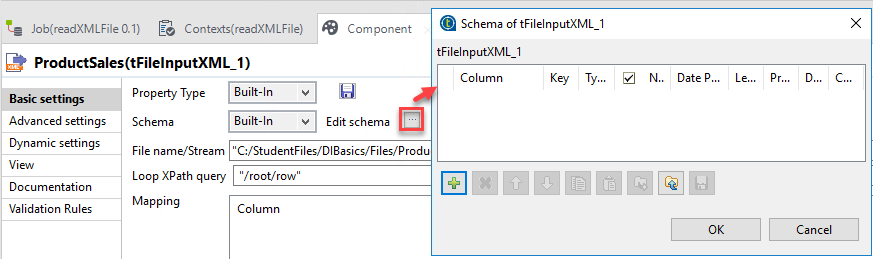 Job(readXMLFile 0.1)
Contexts(readXMLFile)
Component
XML
ProductSales(tFileInputXML_1)
Basic settings
Advanced settings
Dynamic settings
View
Documentation
Validation Rules
Property Type Built-In
Schema Built-In Edit schema ...
File name/Stream "C:/StudentFiles/DIBasics/Files/Produc
Loop XPath query "/root/row"
Mapping
Column
Schema of tFileInputXML_1
tFileInputXML_1
Column Key Ty... N.. Date P... Le... Pr... D... C...
OK Cancel